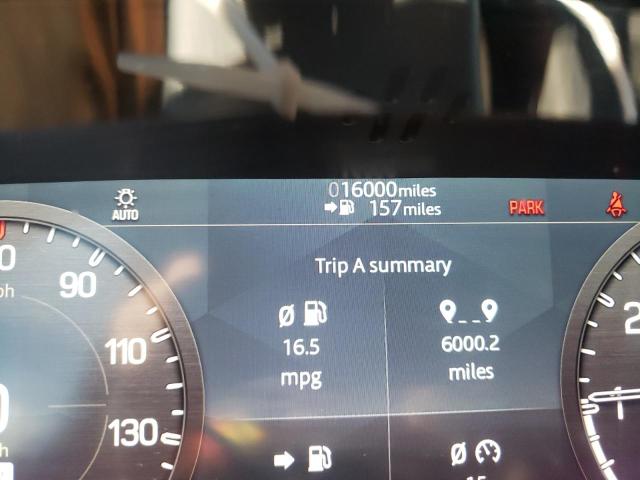 016000 miles
AUTO
157 miles
PARK
Trip A summary
90
110
130
16.5
mpg
6000.2
miles